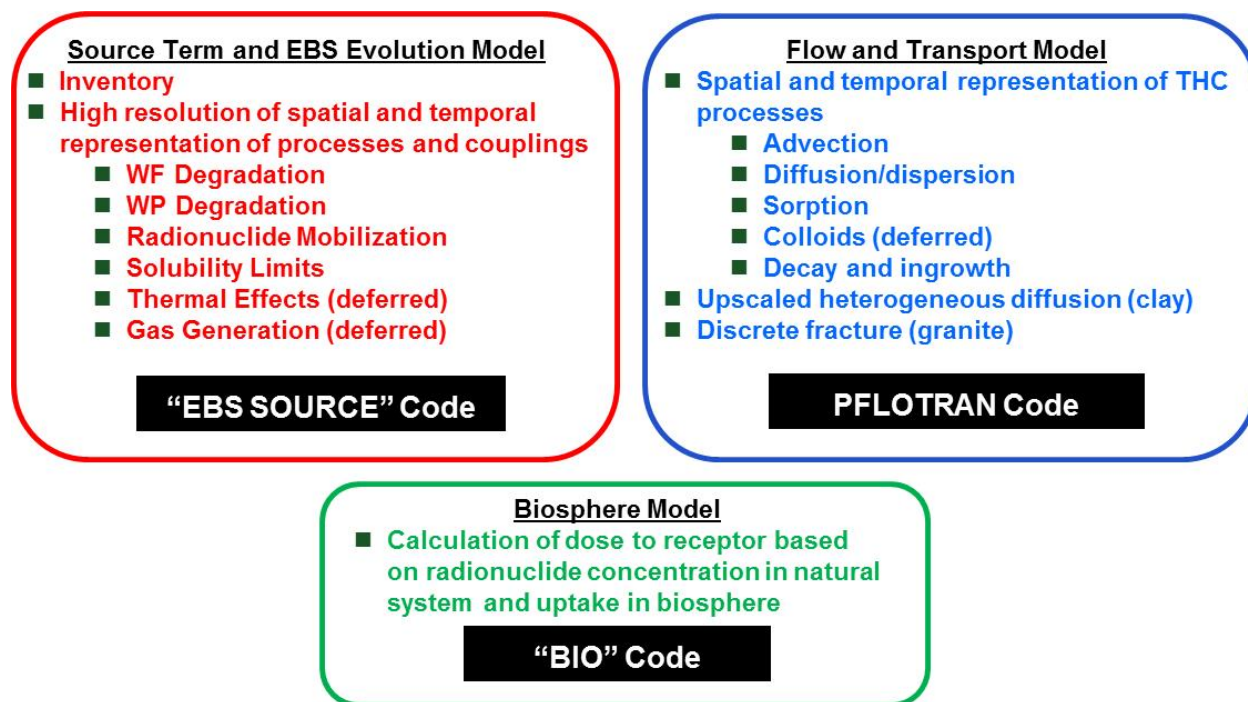 Source Term and EBS Evolution Model
■ Inventory
■ High resolution of spatial and temporal
representation of processes and couplings
■ WF Degradation
■ WP Degradation
■ Radionuclide Mobilization
■ Solubility Limits
■ Thermal Effects (deferred)
■ Gas Generation (deferred)
“EBS SOURCE” Code
Flow and Transport Model
■ Spatial and temporal representation of THC
processes
■ Advection
■ Diffusion/dispersion
■ Sorption
■ Colloids (deferred)
■ Decay and ingrowth
■ Upscaled heterogeneous diffusion (clay)
■ Discrete fracture (granite)
PFLOTRAN Code
Biosphere Model
■ Calculation of dose to receptor based
on radionuclide concentration in natural
system and uptake in biosphere
“BIO” Code